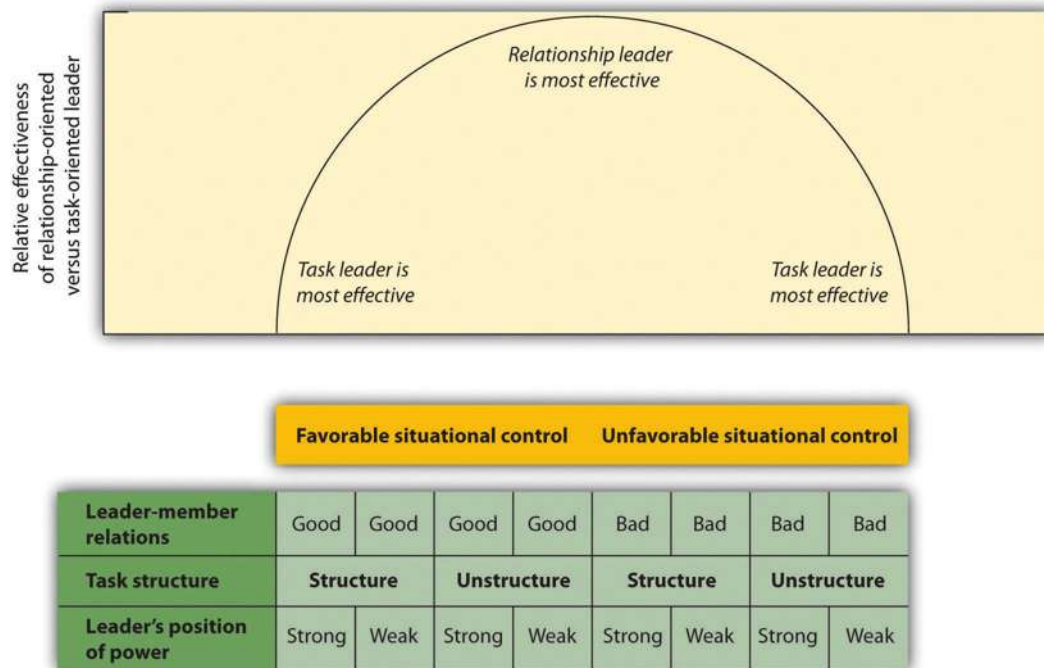 Relative effectiveness
of relationship-oriented
versus task-oriented leader
Relationship leader
is most effective
Task leader is
most effective
Task leader is
most effective
Favorable situational control Unfavorable situational control
Leader-member
relations
Good Good Good Good Bad Bad Bad Bad
Task structure
Structure Unstructure Structure Unstructure
Leader's position
of power
Strong Weak Strong Weak Strong Weak Strong Weak